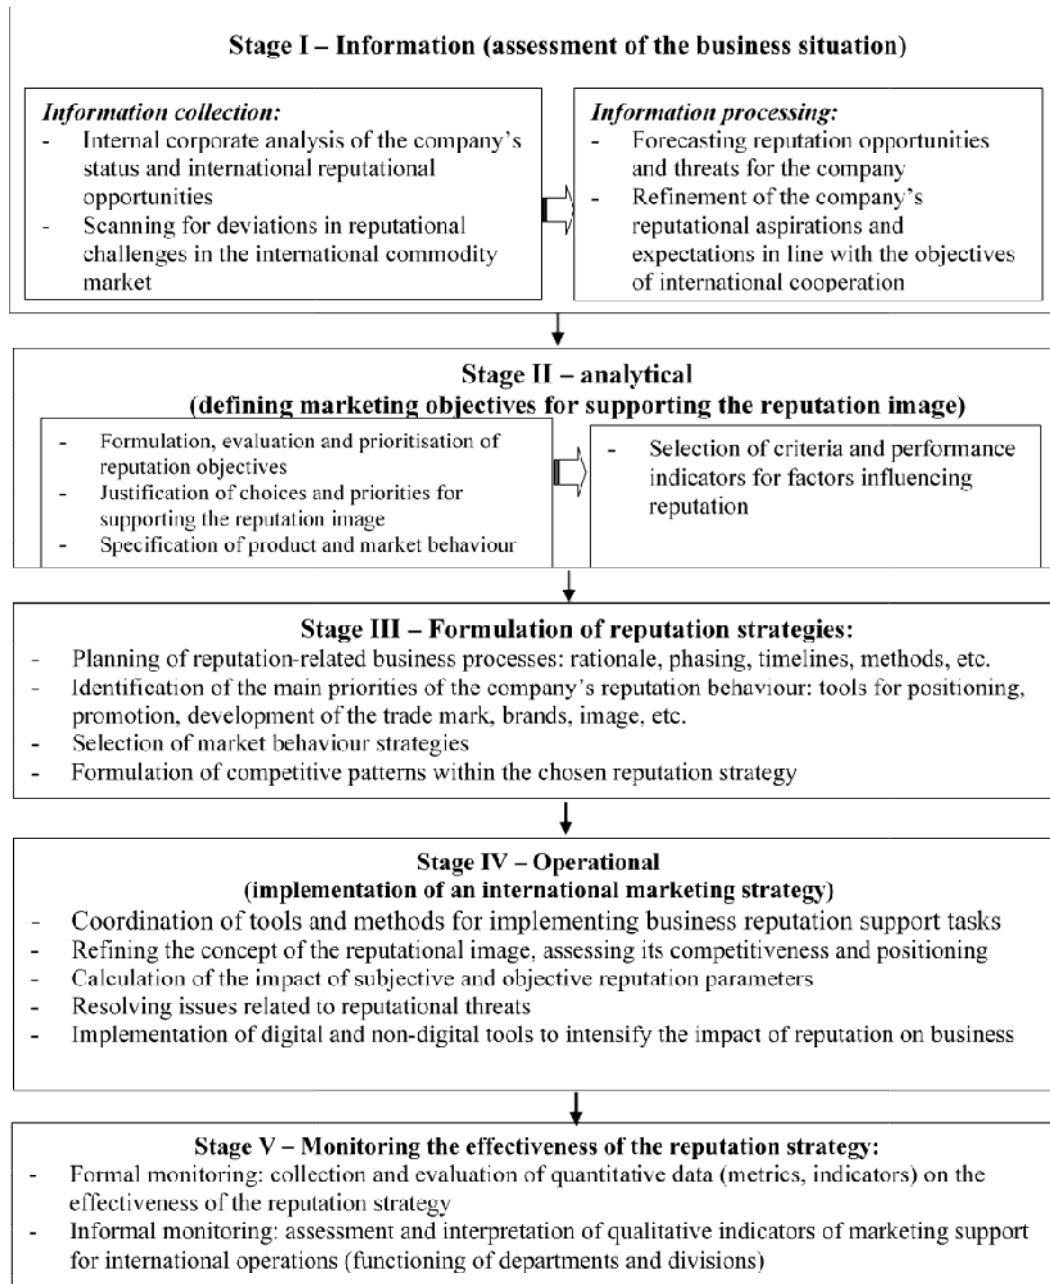 Stage I – Information (assessment of the business situation)
Information collection:
- Internal corporate analysis of the company's
status and international reputational
opportunities
- Scanning for deviations in reputational
challenges in the international commodity
market
Information processing:
- Forecasting reputation opportunities
and threats for the company
- Refinement of the company's
reputational aspirations and
expectations in line with the objectives
of international cooperation
Stage II – analytical
(defining marketing objectives for supporting the reputation image)
- Formulation, evaluation and prioritisation of
reputation objectives
- Justification of choices and priorities for
supporting the reputation image
- Specification of product and market behaviour
- Selection of criteria and performance
indicators for factors influencing
reputation
Stage III – Formulation of reputation strategies:
- Planning of reputation-related business processes: rationale, phasing, timelines, methods, etc.
- Identification of the main priorities of the company's reputation behaviour: tools for positioning,
promotion, development of the trade mark, brands, image, etc.
- Selection of market behaviour strategies
- Formulation of competitive patterns within the chosen reputation strategy
Stage IV – Operational
(implementation of an international marketing strategy)
- Coordination of tools and methods for implementing business reputation support tasks
- Refining the concept of the reputational image, assessing its competitiveness and positioning
- Calculation of the impact of subjective and objective reputation parameters
- Resolving issues related to reputational threats
- Implementation of digital and non-digital tools to intensify the impact of reputation on business
Stage V – Monitoring the effectiveness of the reputation strategy:
- Formal monitoring: collection and evaluation of quantitative data (metrics, indicators) on the
effectiveness of the reputation strategy
- Informal monitoring: assessment and interpretation of qualitative indicators of marketing support
for international operations (functioning of departments and divisions)